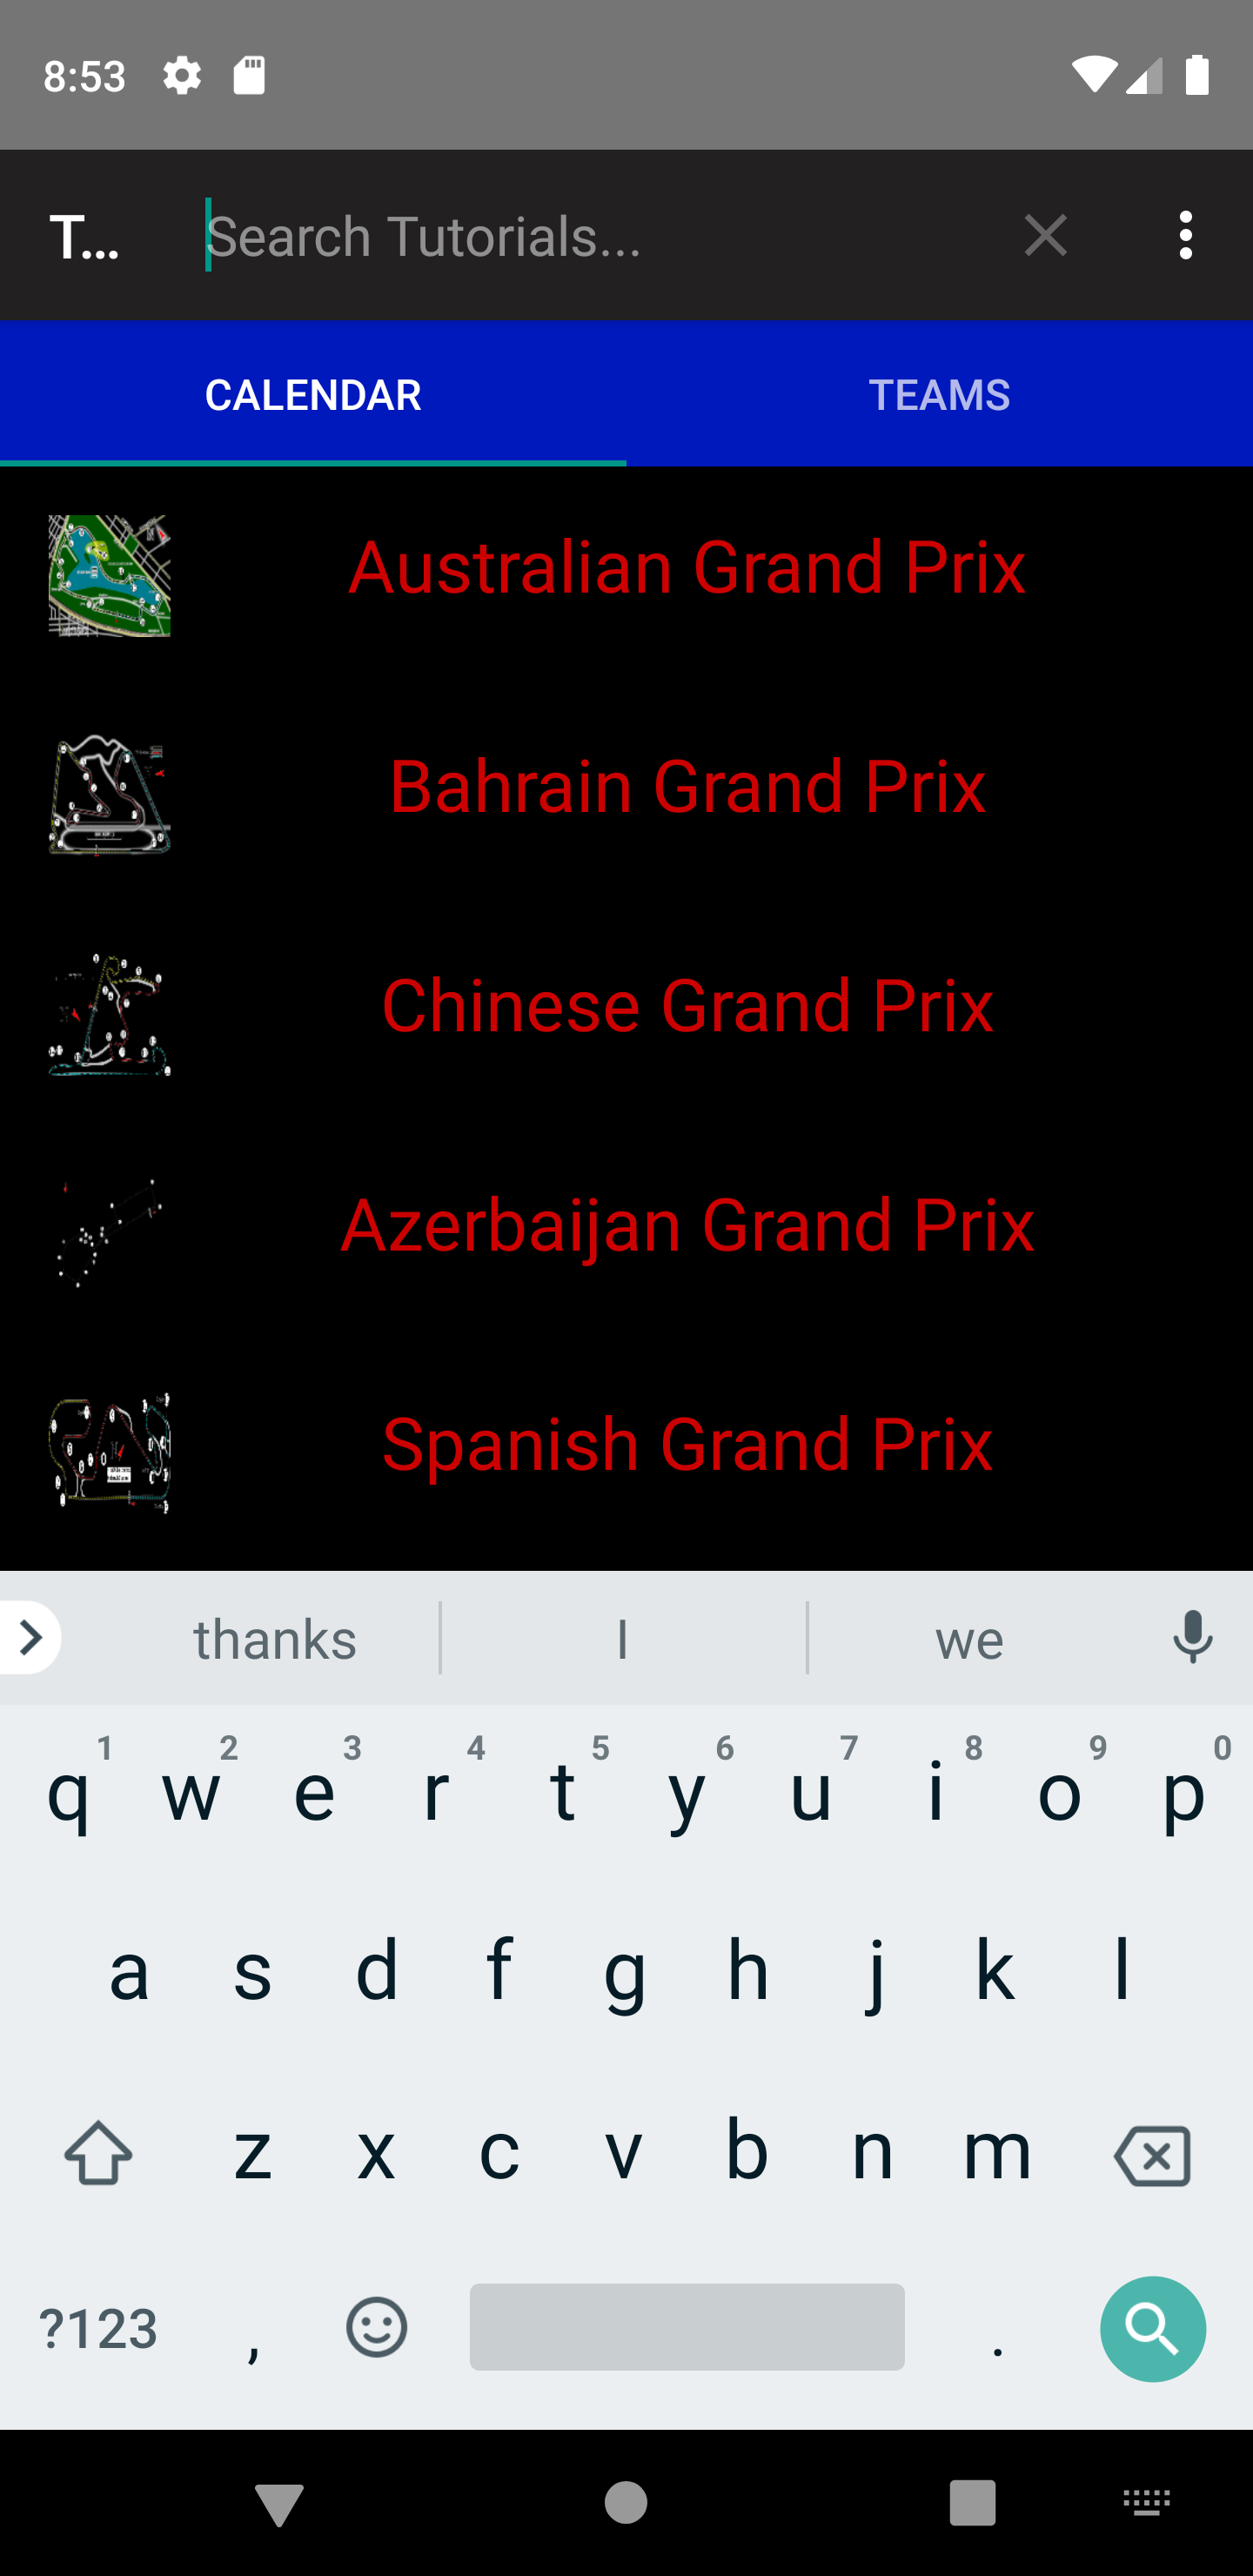 8:53
T...
Search Tutorials...
CALENDAR
TEAMS
Australian Grand Prix
Bahrain Grand Prix
Chinese Grand Prix
Azerbaijan Grand Prix
Spanish Grand Prix
thanks
I
we
1 2 3 4 5 6 7 8 9 0
q w e r t y u i o p
a s d f g h j k l
z x c v b n m
?123 , .